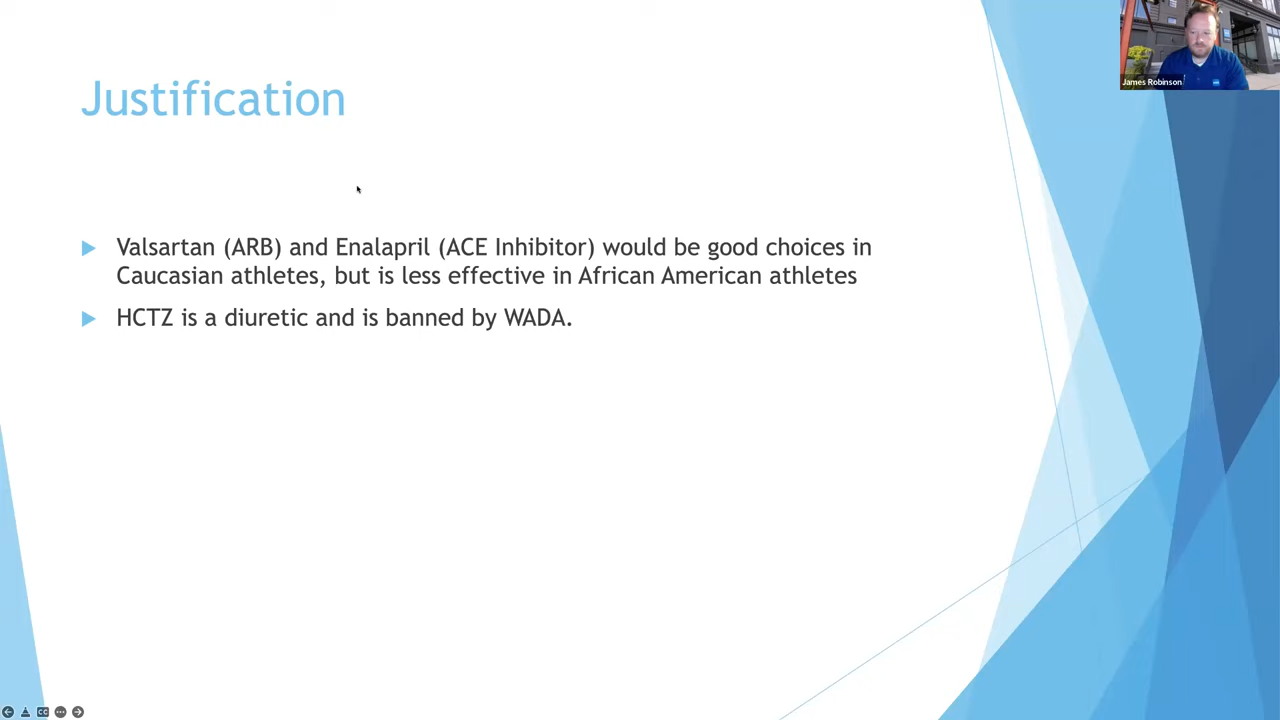 James Robinson
Justification
Valsartan (ARB) and Enalapril (ACE Inhibitor) would be good choices in
Caucasian athletes, but is less effective in African American athletes
HCTZ is a diuretic and is banned by WADA.
CC